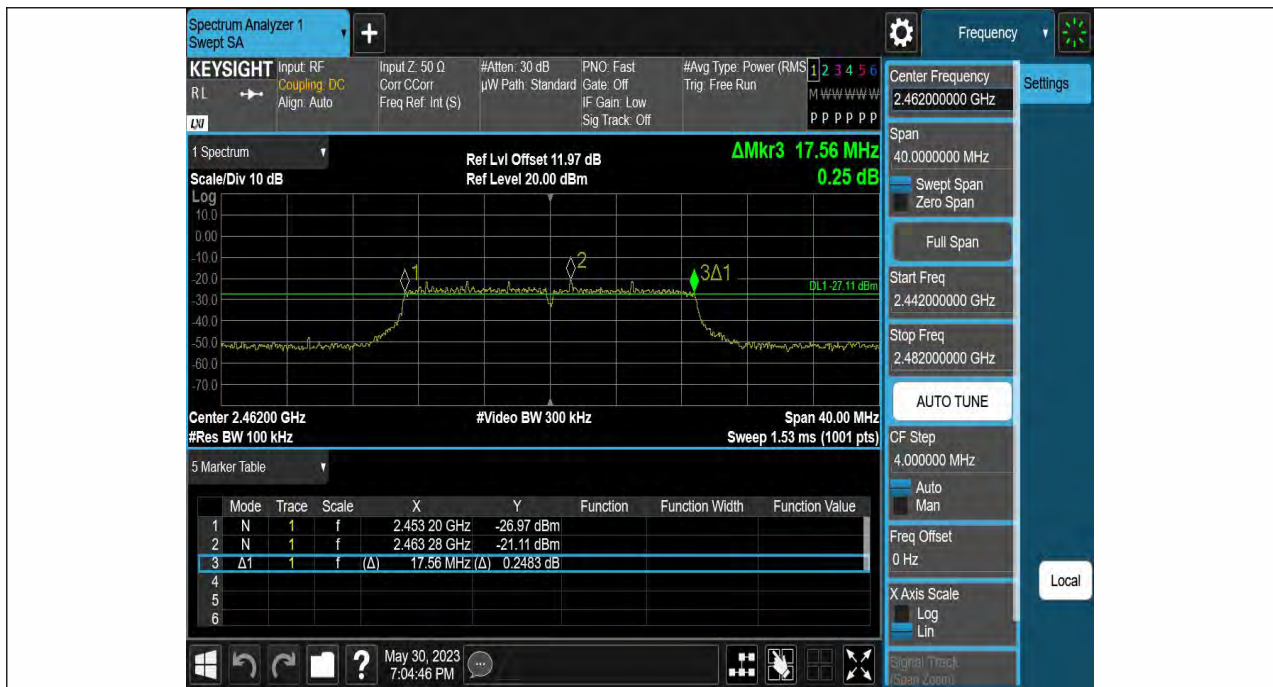 Spectrum Analyzer 1
Swept SA
+
Frequency
KEYSIGHT
RL
LXI
Input: RF
Coupling: DC
Align: Auto
Input Z: 50 Ω
Corr CCorr
Freq Ref: Int (S)
#Atten: 30 dB
µW Path: Standard
PNO: Fast
Gate: Off
IF Gain: Low
Sig Track: Off
#Avg Type: Power (RMS
Trig: Free Run
1 2 3 4 5 6
M W W W W W
P P P P P P
1 Spectrum
Scale/Div 10 dB
Ref Lvl Offset 11.97 dB
Ref Level 20.00 dBm
ΔMkr3 17.56 MHz
0.25 dB
Log
10.0
0.00
-10.0
-20.0
-30.0
-40.0
-50.0
-60.0
-70.0
1
2
3Δ1
DL1 -27.11 dBm
Center 2.46200 GHz
#Video BW 300 kHz
Span 40.00 MHz
#Res BW 100 kHz
Sweep 1.53 ms (1001 pts)
5 Marker Table
Mode Trace Scale X Y Function Function Width Function Value
1 N 1 f 2.453 20 GHz -26.97 dBm
2 N 1 f 2.463 28 GHz -21.11 dBm
3 Δ1 1 f (Δ) 17.56 MHz (Δ) 0.2483 dB
4
5
6
?
May 30, 2023
7:04:46 PM
Center Frequency
2.462000000 GHz
Settings
Span
40.0000000 MHz
Swept Span
Zero Span
Full Span
Start Freq
2.442000000 GHz
Stop Freq
2.482000000 GHz
AUTO TUNE
CF Step
4.000000 MHz
Auto
Man
Freq Offset
0 Hz
X Axis Scale
Log
Lin
Signal Track
(Span Zoom)
Local